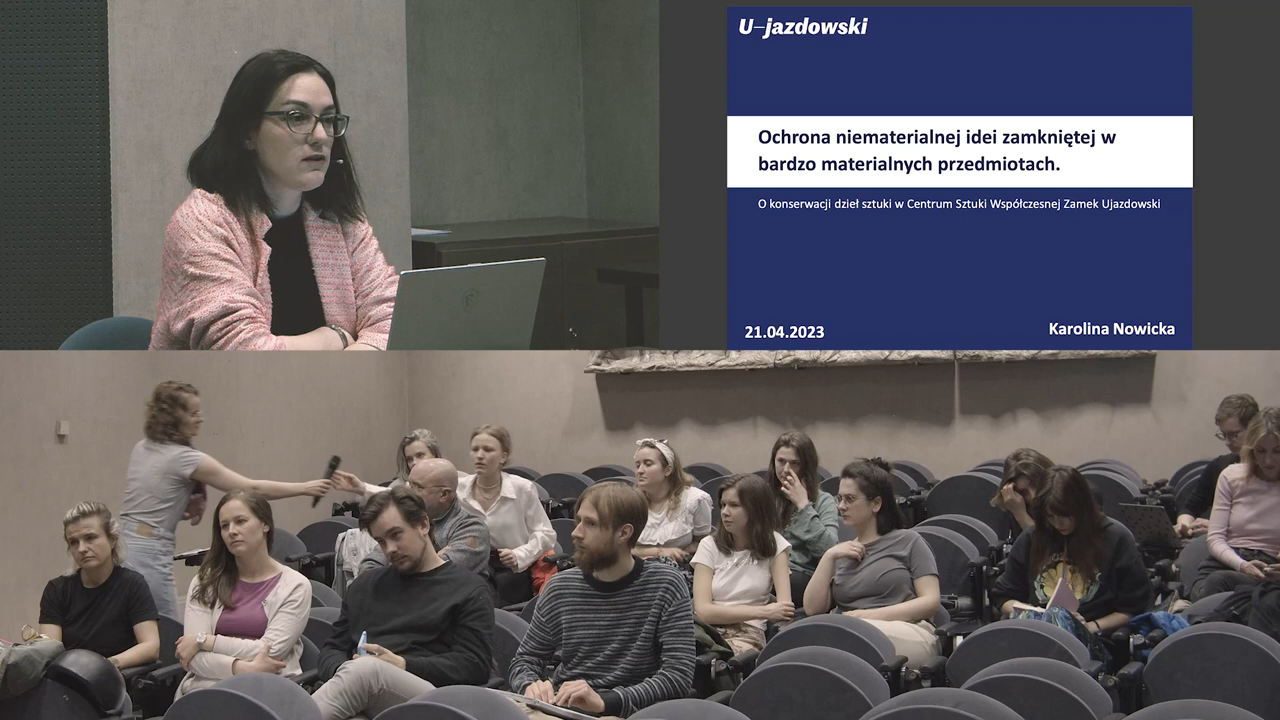 U–jazdowski
Ochrona niematerialnej idei zamkniętej w
bardzo materialnych przedmiotach.
O konserwacji dzieł sztuki w Centrum Sztuki Współczesnej Zamek Ujazdowski
21.04.2023
Karolina Nowicka